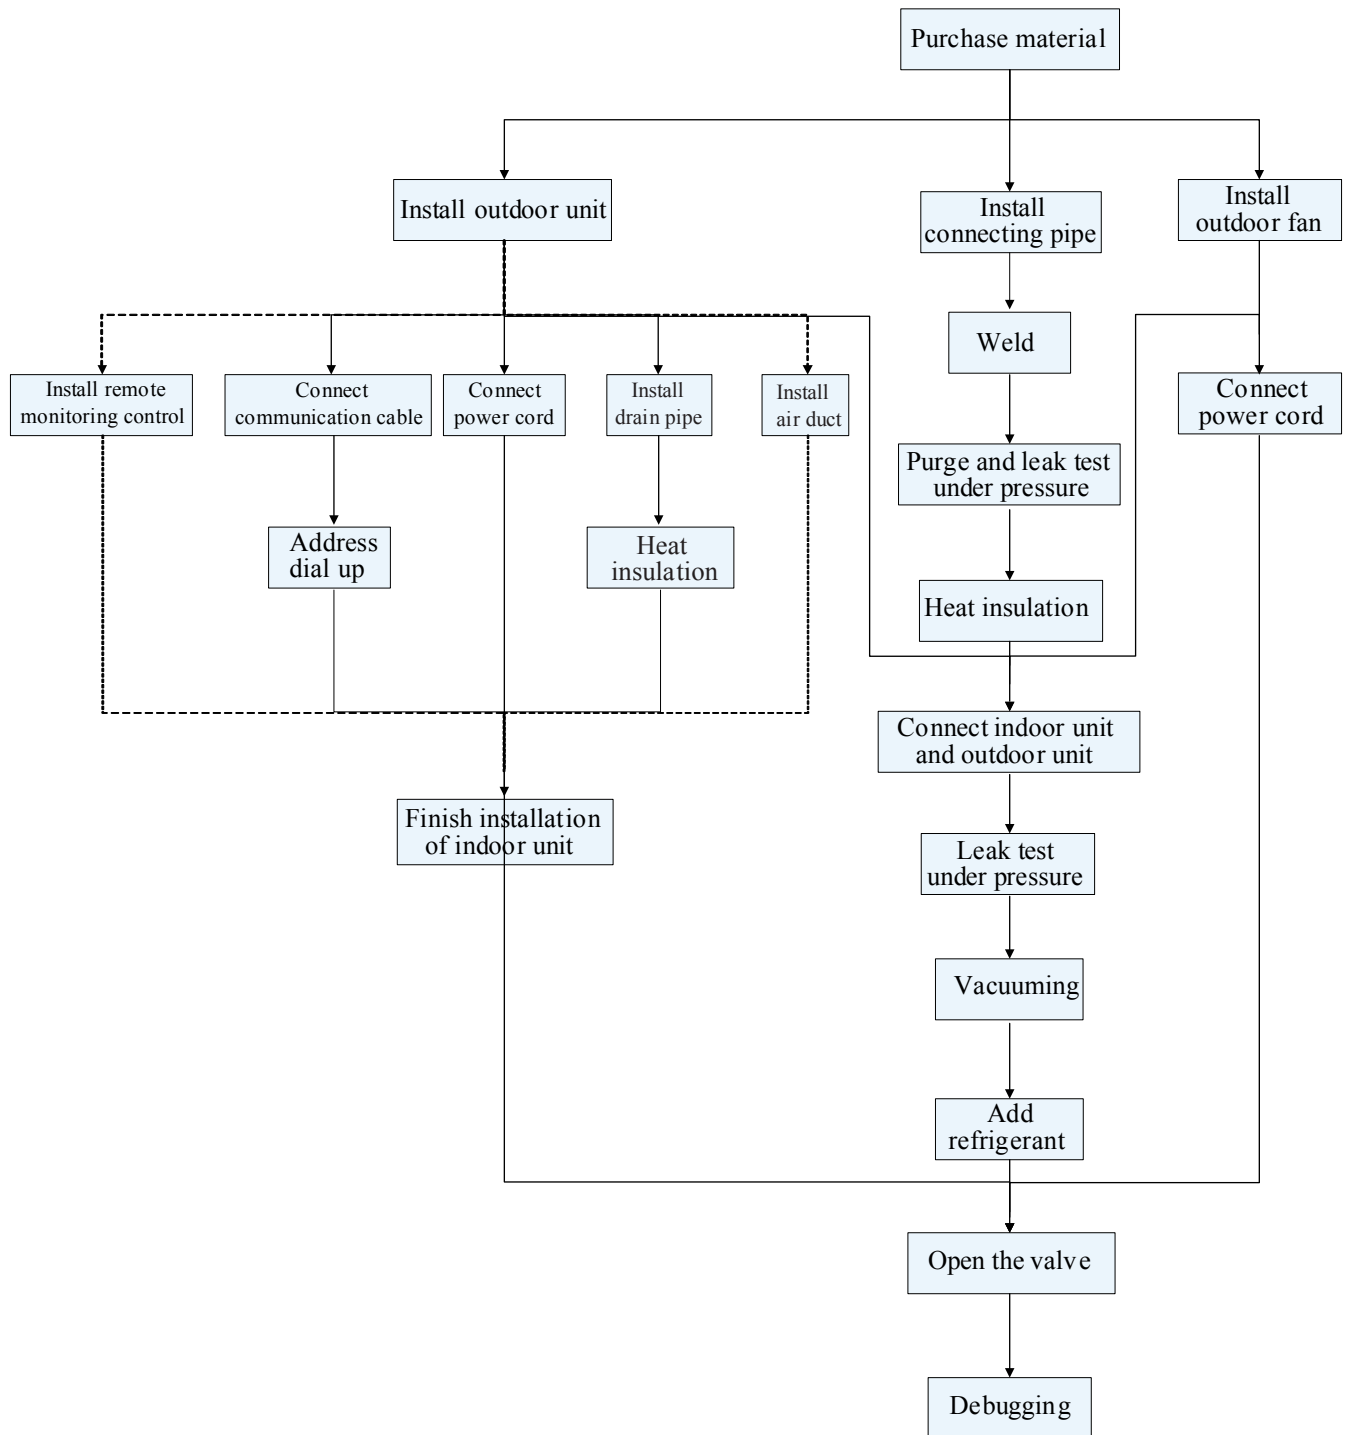 Purchase material
Install outdoor unit
Install
connecting pipe
Install
outdoor fan
Weld
Install remote
monitoring control
Connect
communication cable
Connect
power cord
Install
drain pipe
Install
air duct
Connect
power cord
Purge and leak test
under pressure
Address
dial up
Heat
insulation
Heat insulation
Connect indoor unit
and outdoor unit
Finish installation
of indoor unit
Leak test
under pressure
Vacuuming
Add
refrigerant
Open the valve
Debugging